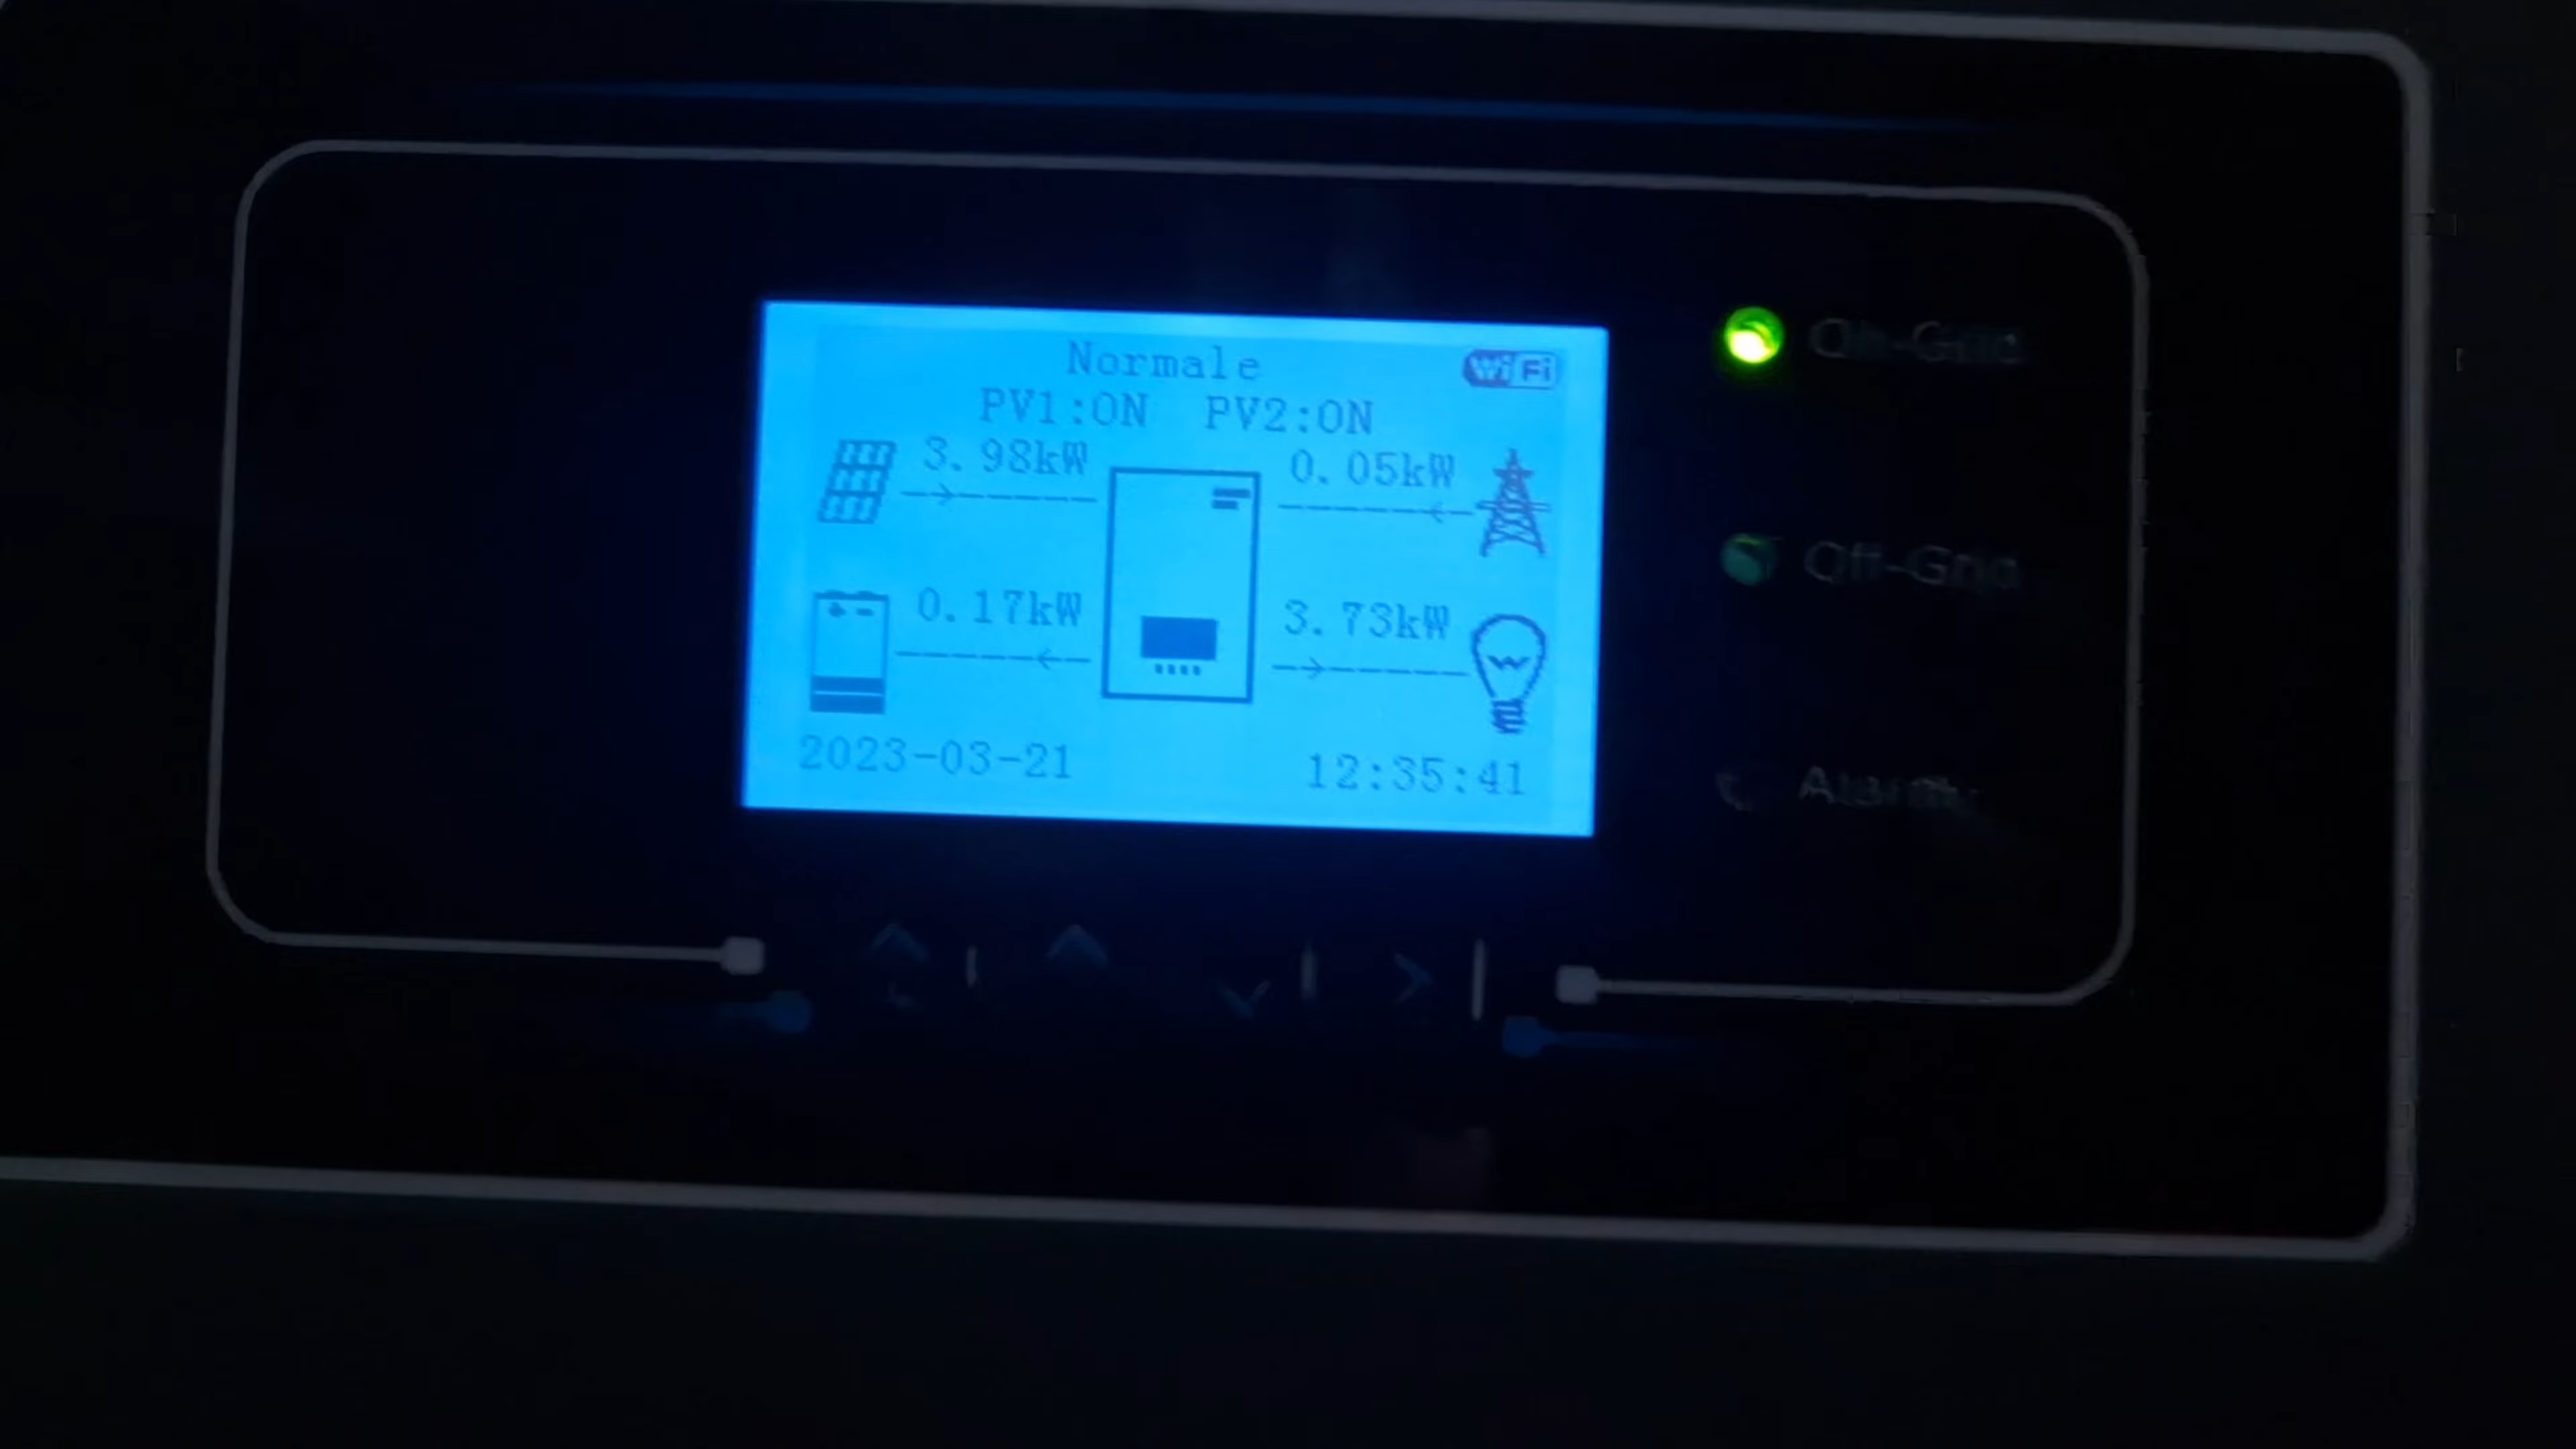 Normale
WiFi
PV1:ON PV2:ON
3.98kW
0.05kW
0.17kW
3.73kW
2023-03-21
12:35:41
On-Grid
Off-Grid
Alarm